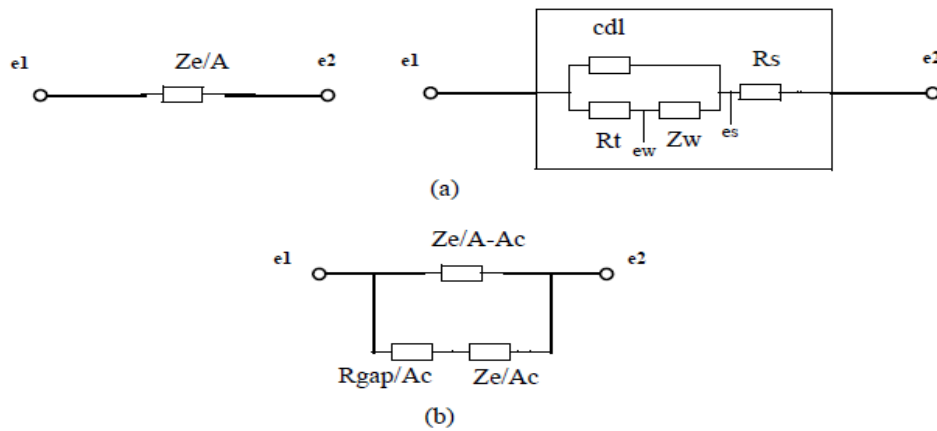 e1 Ze/A e2
e1 cdl Rs e2
Rt ew Zw es
(a)
Ze/A-Ac
e1 e2
Rgap/Ac Ze/Ac
(b)